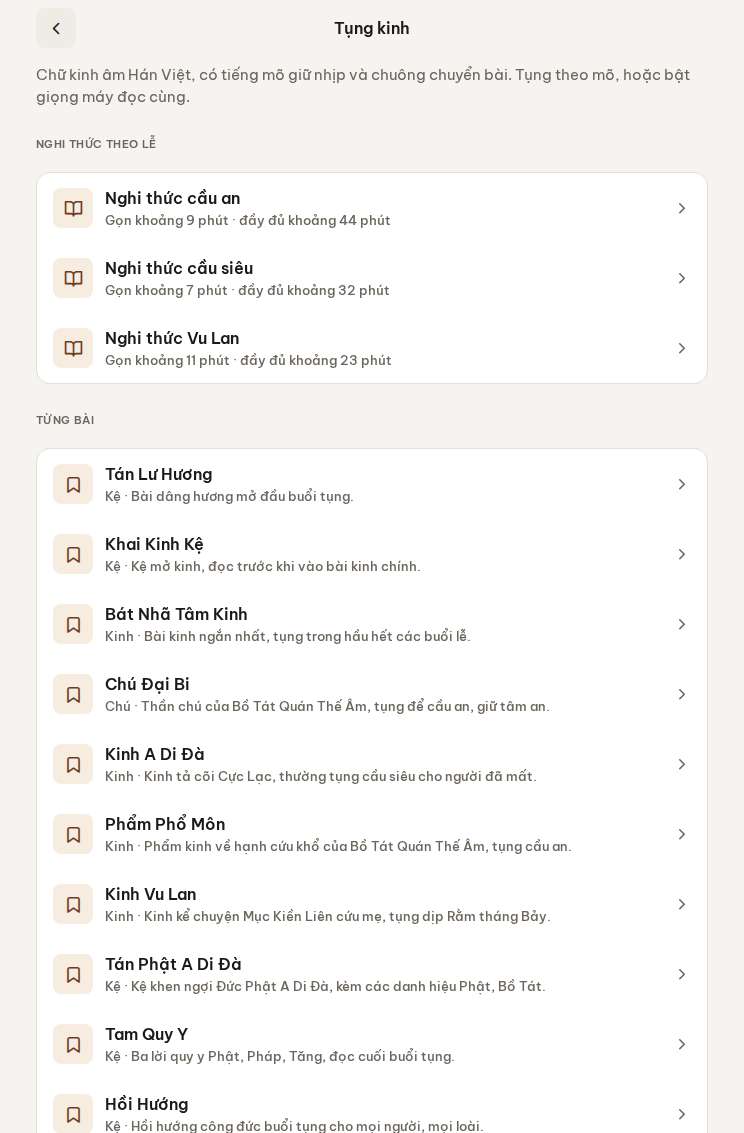 Tụng kinh
Chữ kinh âm Hán Việt, có tiếng mõ giữ nhịp và chuông chuyển bài. Tụng theo mõ, hoặc bật
giọng máy đọc cùng.
NGHI THỨC THEO LỄ
Nghi thức cầu an
Gọn khoảng 9 phút · đầy đủ khoảng 44 phút
Nghi thức cầu siêu
Gọn khoảng 7 phút · đầy đủ khoảng 32 phút
Nghi thức Vu Lan
Gọn khoảng 11 phút · đầy đủ khoảng 23 phút
TỪNG BÀI
Tán Lư Hương
Kệ · Bài dâng hương mở đầu buổi tụng.
Khai Kinh Kệ
Kệ · Kệ mở kinh, đọc trước khi vào bài kinh chính.
Bát Nhã Tâm Kinh
Kinh · Bài kinh ngắn nhất, tụng trong hầu hết các buổi lễ.
Chú Đại Bi
Chú · Thần chú của Bồ Tát Quán Thế Âm, tụng để cầu an, giữ tâm an.
Kinh A Di Đà
Kinh · Kinh tả cõi Cực Lạc, thường tụng cầu siêu cho người đã mất.
Phẩm Phổ Môn
Kinh · Phẩm kinh về hạnh cứu khổ của Bồ Tát Quán Thế Âm, tụng cầu an.
Kinh Vu Lan
Kinh · Kinh kể chuyện Mục Kiền Liên cứu mẹ, tụng dịp Rằm tháng Bảy.
Tán Phật A Di Đà
Kệ · Kệ khen ngợi Đức Phật A Di Đà, kèm các danh hiệu Phật, Bồ Tát.
Tam Quy Y
Kệ · Ba lời quy y Phật, Pháp, Tăng, đọc cuối buổi tụng.
Hồi Hướng
Kệ · Hồi hướng công đức buổi tụng cho mọi người, mọi loài.